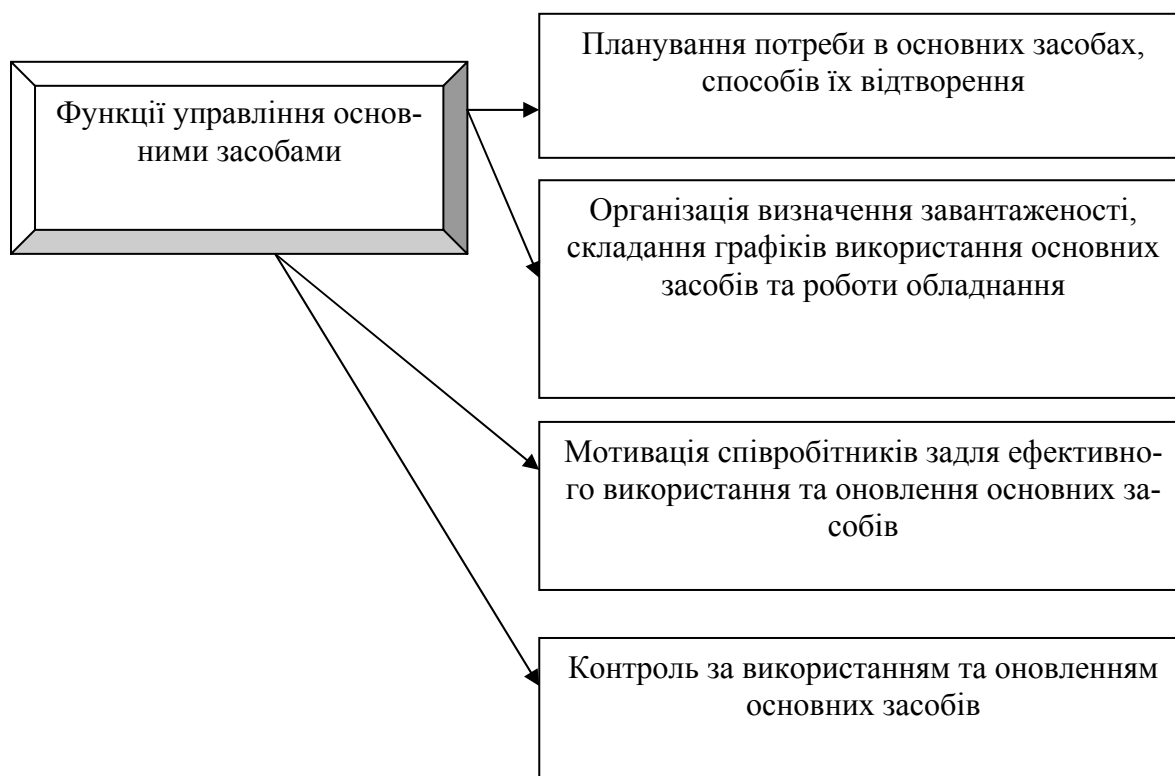 Функції управління основ-
ними засобами
Планування потреби в основних засобах,
способів їх відтворення
Організація визначення завантаженості,
складання графіків використання основних
засобів та роботи обладнання
Мотивація співробітників задля ефективно-
го використання та оновлення основних за-
собів
Контроль за використанням та оновленням
основних засобів